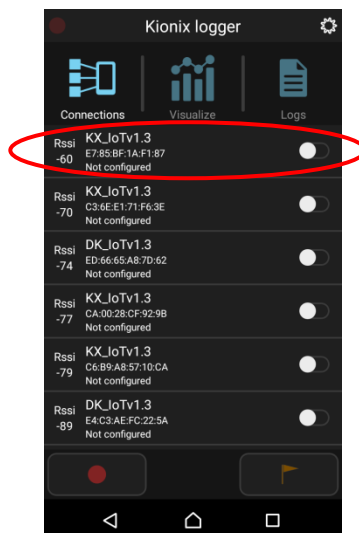 Kionix logger
Connections Visualize Logs
Rssi
-60
KX_IoTv1.3
E7:85:BF:1A:F1:87
Not configured
Rssi
-70
KX_IoTv1.3
C3:6E:E1:71:F6:3E
Not configured
Rssi
-74
DK_IoTv1.3
ED:66:65:A8:7D:62
Not configured
Rssi
-77
KX_IoTv1.3
CA:00:28:CF:92:9B
Not configured
Rssi
-79
KX_IoTv1.3
C6:B9:A8:57:10:CA
Not configured
Rssi
-89
DK_IoTv1.3
E4:C3:AE:FC:22:5A
Not configured